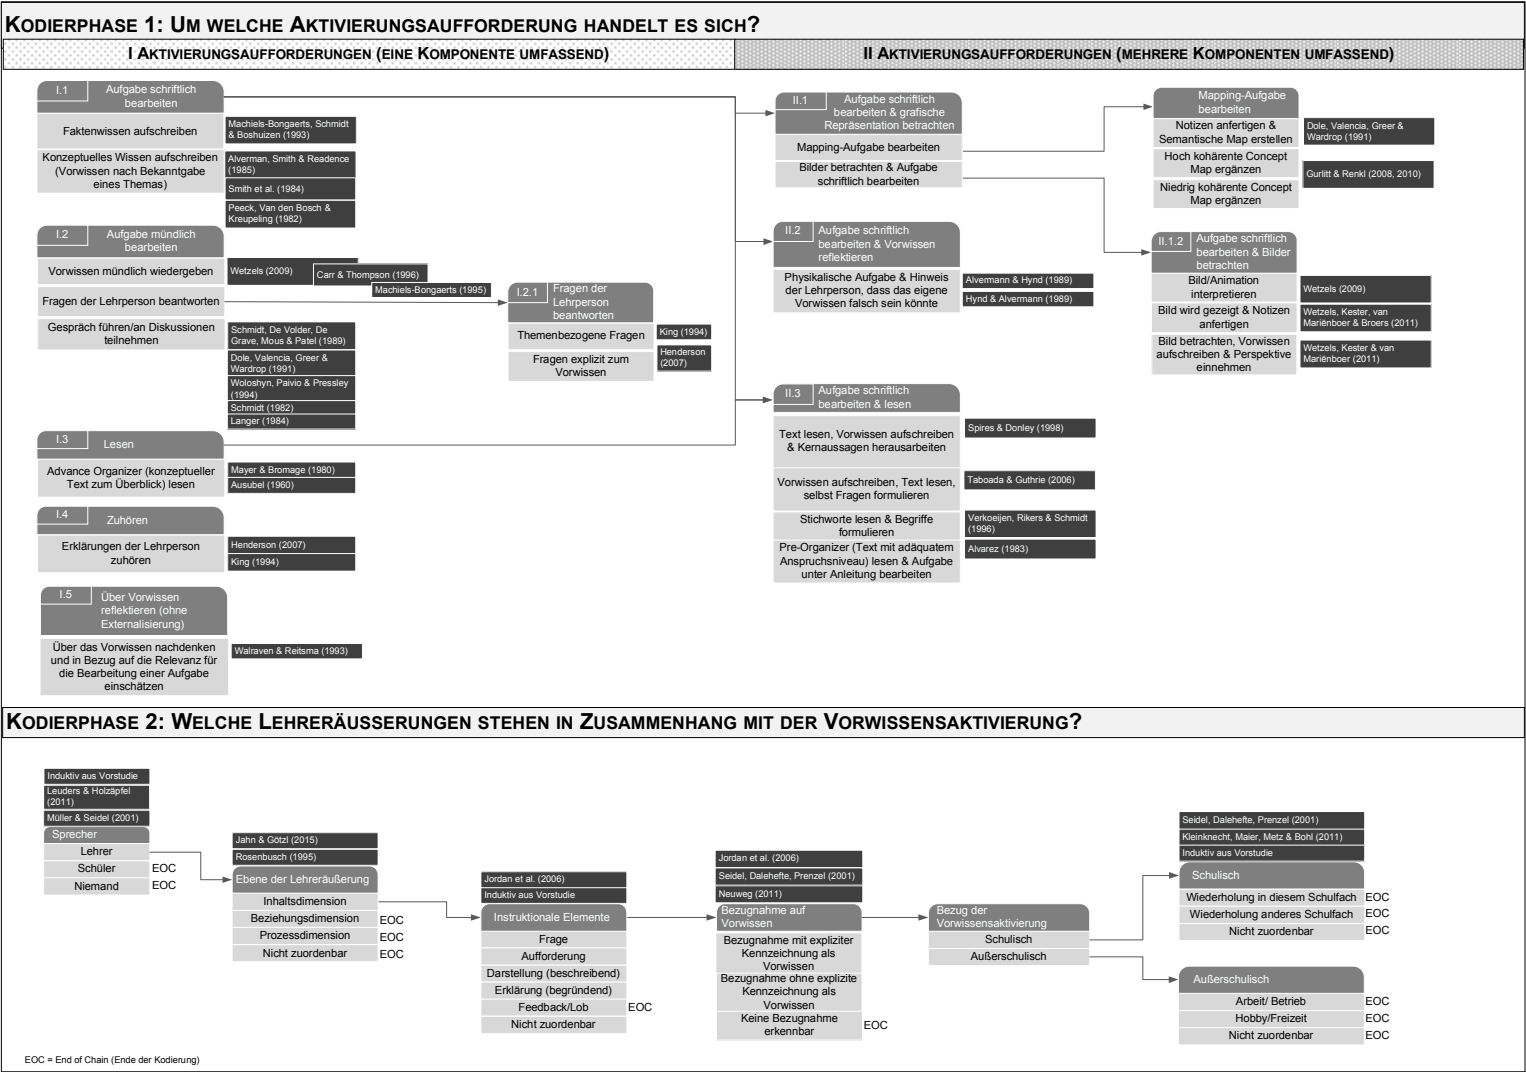 KODIERPHASE 1: UM WELCHE AKTIVIERUNGSAUFFORDERUNG HANDELT ES SICH?
I AKTIVIERUNGSAUFFORDERUNGEN (EINE KOMPONENTE UMFASSEND)
II AKTIVIERUNGSAUFFORDERUNGEN (MEHRERE KOMPONENTEN UMFASSEND)
I.1
Aufgabe schriftlich
bearbeiten
Faktenwissen aufschreiben
Machiels-Bongaerts, Schmidt
& Boshuizen (1993)
Konzeptuelles Wissen aufschreiben
(Vorwissen nach Bekanntgabe
eines Themas)
Alverman, Smith & Readence
(1985)
Smith et al. (1984)
Peeck, Van den Bosch &
Kreupeling (1982)
I.2
Aufgabe mündlich
bearbeiten
Vorwissen mündlich wiedergeben
Wetzels (2009)
Carr & Thompson (1996)
Machiels-Bongaerts (1995)
Fragen der Lehrperson beantworten
Gespräch führen/an Diskussionen
teilnehmen
Schmidt, De Volder, De
Grave, Mous & Patel (1989)
Dole, Valencia, Greer &
Wardrop (1991)
Woloshyn, Paivio & Pressley
(1994)
Schmidt (1982)
Langer (1984)
I.2.1
Fragen der
Lehrperson
beantworten
Themenbezogene Fragen
King (1994)
Fragen explizit zum
Vorwissen
Henderson
(2007)
I.3
Lesen
Advance Organizer (konzeptueller
Text zum Überblick) lesen
Mayer & Bromage (1980)
Ausubel (1960)
I.4
Zuhören
Erklärungen der Lehrperson
zuhören
Henderson (2007)
King (1994)
I.5
Über Vorwissen
reflektieren (ohne
Externalisierung)
Über das Vorwissen nachdenken
und in Bezug auf die Relevanz für
die Bearbeitung einer Aufgabe
einschätzen
Walraven & Reitsma (1993)
II.1
Aufgabe schriftlich
bearbeiten & grafische
Repräsentation betrachten
Mapping-Aufgabe bearbeiten
Bilder betrachten & Aufgabe
schriftlich bearbeiten
Mapping-Aufgabe
bearbeiten
Notizen anfertigen &
Semantische Map erstellen
Dole, Valencia, Greer &
Wardrop (1991)
Hoch kohärente Concept
Map ergänzen
Niedrig kohärente Concept
Map ergänzen
Gurlitt & Renkl (2008, 2010)
II.1.2
Aufgabe schriftlich
bearbeiten & Bilder
betrachten
Bild/Animation
interpretieren
Wetzels (2009)
Bild wird gezeigt & Notizen
anfertigen
Wetzels, Kester, van
Mariënboer & Broers (2011)
Bild betrachten, Vorwissen
aufschreiben & Perspektive
einnehmen
Wetzels, Kester & van
Mariënboer (2011)
II.2
Aufgabe schriftlich
bearbeiten & Vorwissen
reflektieren
Physikalische Aufgabe & Hinweis
der Lehrperson, dass das eigene
Vorwissen falsch sein könnte
Alvermann & Hynd (1989)
Hynd & Alvermann (1989)
II.3
Aufgabe schriftlich
bearbeiten & lesen
Text lesen, Vorwissen aufschreiben
& Kernaussagen herausarbeiten
Spires & Donley (1998)
Vorwissen aufschreiben, Text lesen,
selbst Fragen formulieren
Taboada & Guthrie (2006)
Stichworte lesen & Begriffe
formulieren
Verkoeijen, Rikers & Schmidt
(1996)
Pre-Organizer (Text mit adäquatem
Anspruchsniveau) lesen & Aufgabe
unter Anleitung bearbeiten
Alvarez (1983)
KODIERPHASE 2: WELCHE LEHRERÄUSSERUNGEN STEHEN IN ZUSAMMENHANG MIT DER VORWISSENSAKTIVIERUNG?
Induktiv aus Vorstudie
Leuders & Holzäpfel
(2011)
Müller & Seidel (2001)
Sprecher
Lehrer
Schüler EOC
Niemand EOC
Jahn & Götzl (2015)
Rosenbusch (1995)
Ebene der Lehreräußerung
Inhaltsdimension
Beziehungsdimension EOC
Prozessdimension EOC
Nicht zuordenbar EOC
Jordan et al. (2006)
Induktiv aus Vorstudie
Instruktionale Elemente
Frage
Aufforderung
Darstellung (beschreibend)
Erklärung (begründend)
Feedback/Lob EOC
Nicht zuordenbar
Jordan et al. (2006)
Seidel, Dalehefte, Prenzel (2001)
Neuweg (2011)
Bezugnahme auf
Vorwissen
Bezugnahme mit expliziter
Kennzeichnung als
Vorwissen
Bezugnahme ohne explizite
Kennzeichnung als
Vorwissen
Keine Bezugnahme
erkennbar
EOC
Bezug der
Vorwissensaktivierung
Schulisch
Außerschulisch
Seidel, Dalehefte, Prenzel (2001)
Kleinknecht, Maier, Metz & Bohl (2011)
Induktiv aus Vorstudie
Schulisch
Wiederholung in diesem Schulfach EOC
Wiederholung anderes Schulfach EOC
Nicht zuordenbar EOC
Außerschulisch
Arbeit/ Betrieb EOC
Hobby/Freizeit EOC
Nicht zuordenbar EOC
EOC = End of Chain (Ende der Kodierung)